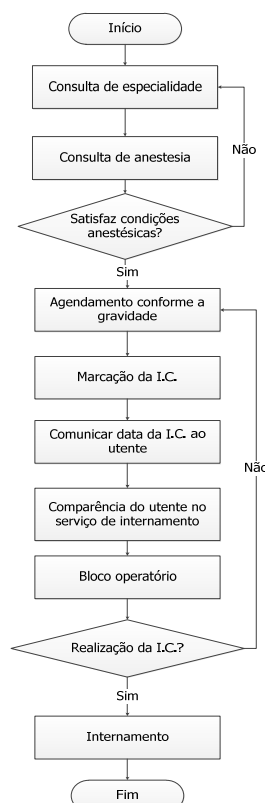 Início
Consulta de especialidade
Não
Consulta de anestesia
Satisfaz condições
anestésicas?
Sim
Agendamento conforme a
gravidade
Marcação da I.C.
Comunicar data da I.C. ao
utente
Não
Comparência do utente no
serviço de internamento
Bloco operatório
Realização da I.C.?
Sim
Internamento
Fim